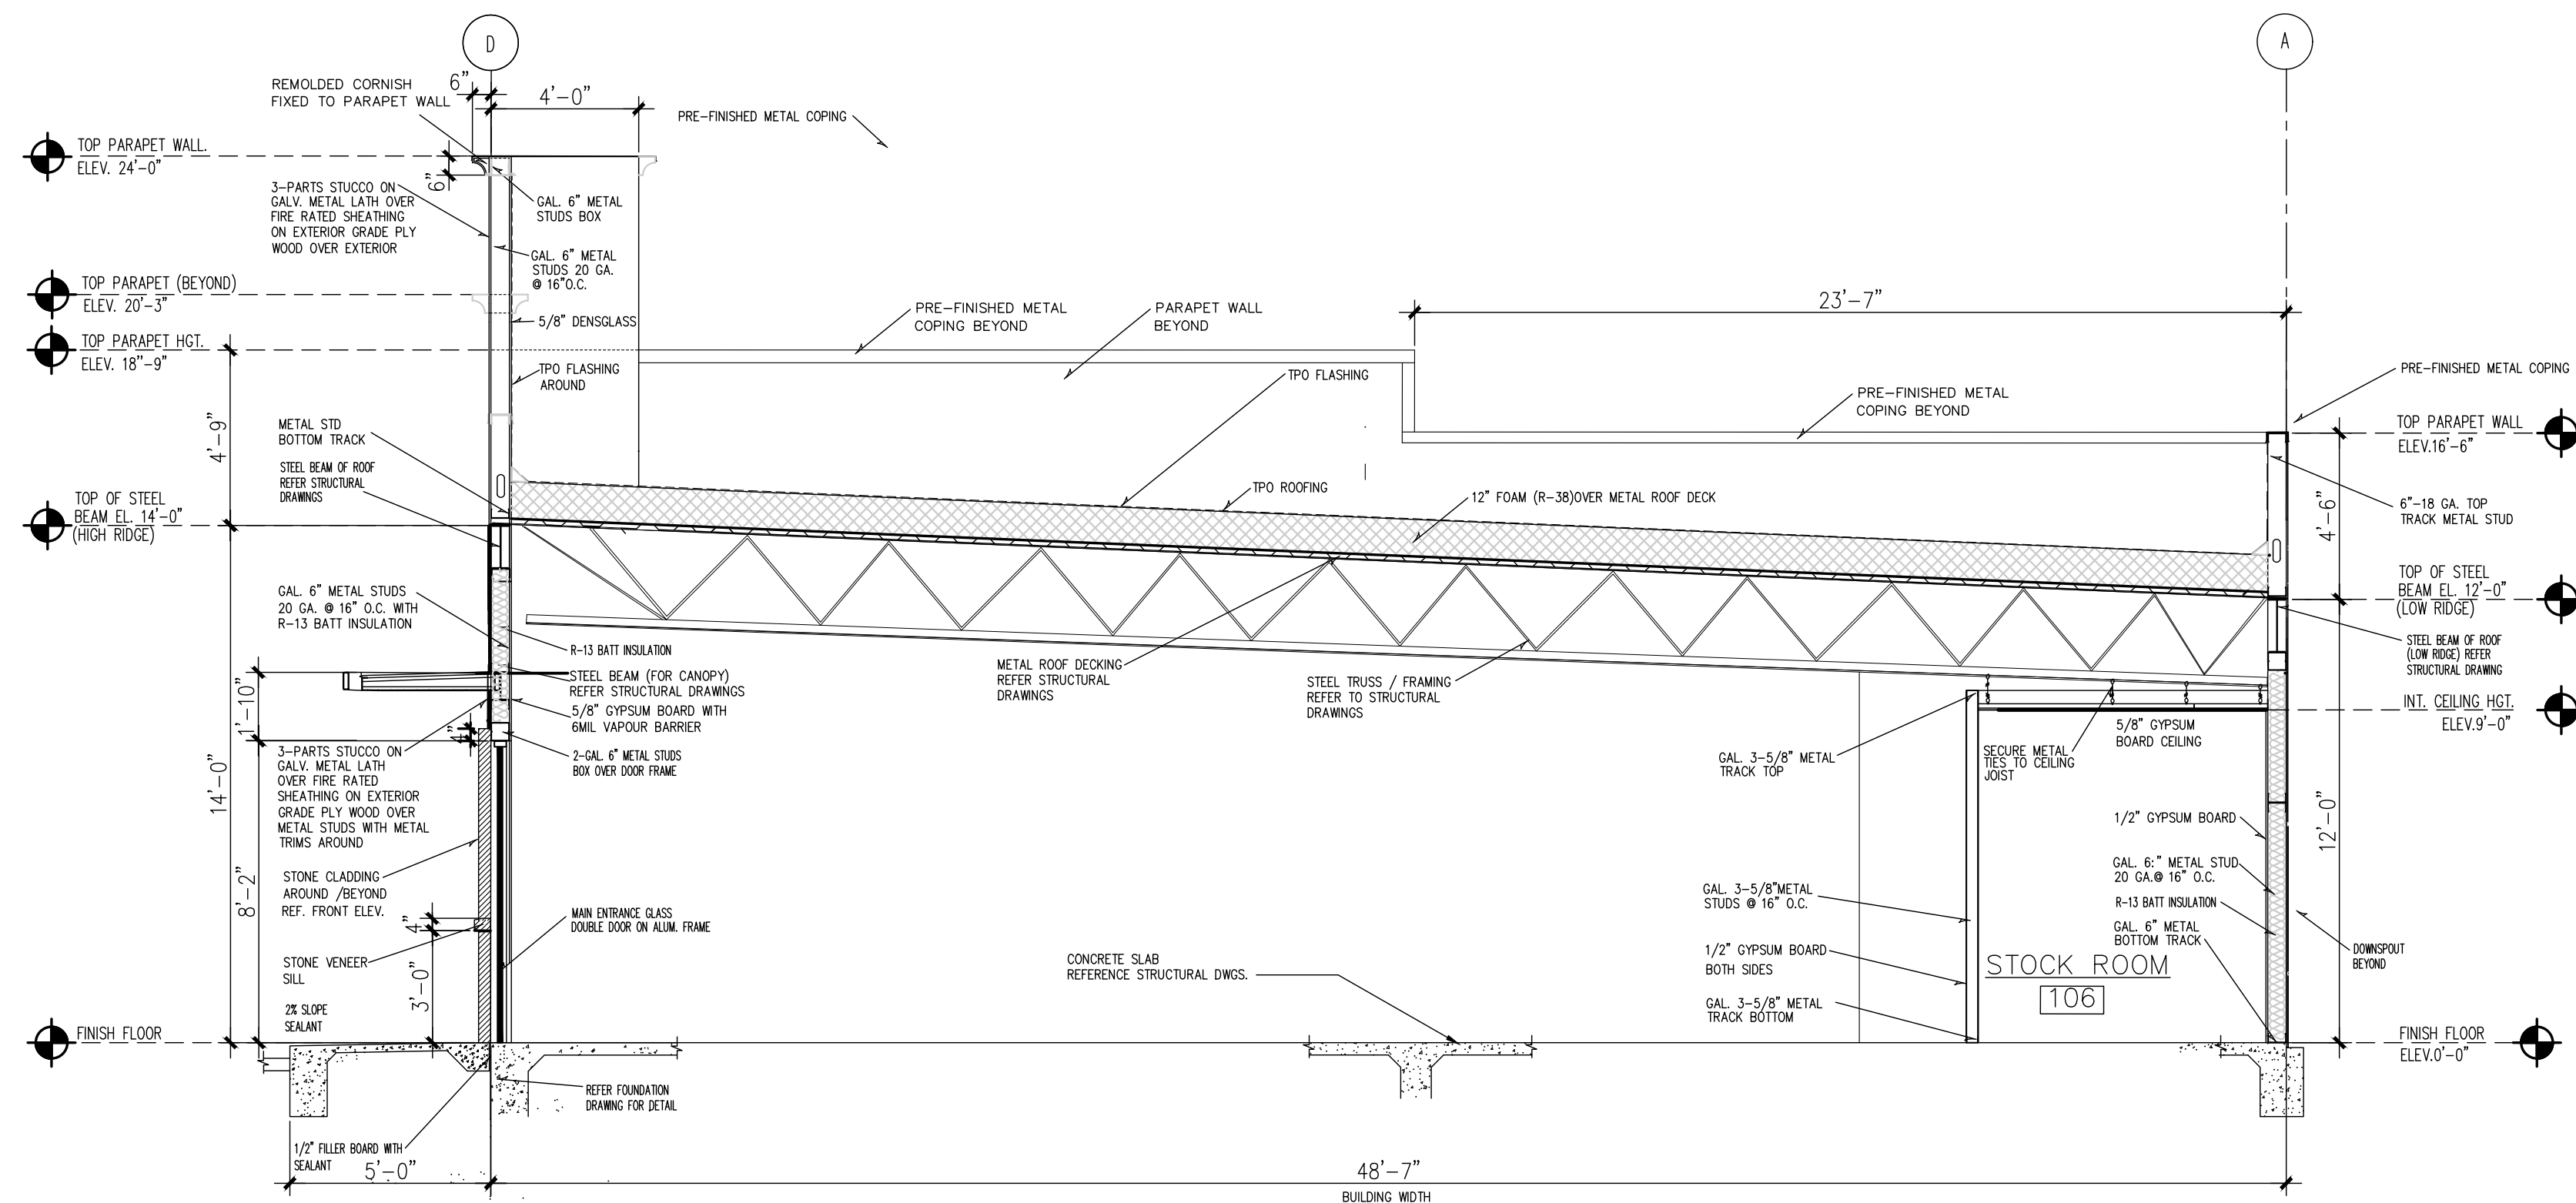 D
A
REMOLDED CORNISH
FIXED TO PARAPET WALL
6"
4'-0"
PRE-FINISHED METAL COPING
TOP PARAPET WALL.
ELEV. 24'-0"
6"
3-PARTS STUCCO ON
GALV. METAL LATH OVER
FIRE RATED SHEATHING
ON EXTERIOR GRADE PLY
WOOD OVER EXTERIOR
GAL. 6" METAL
STUDS BOX
GAL. 6" METAL
STUDS 20 GA.
@ 16"O.C.
TOP PARAPET (BEYOND)
ELEV. 20'-3"
5/8" DENSGLASS
TOP PARAPET HGT.
ELEV. 18"-9"
TPO FLASHING
AROUND
PRE-FINISHED METAL
COPING BEYOND
PARAPET WALL
BEYOND
23'-7"
TPO FLASHING
PRE-FINISHED METAL
COPING BEYOND
PRE-FINISHED METAL COPING
TOP PARAPET WALL
ELEV.16'-6"
4'-9"
METAL STD
BOTTOM TRACK
STEEL BEAM OF ROOF
REFER STRUCTURAL
DRAWINGS
TPO ROOFING
12" FOAM (R-38)OVER METAL ROOF DECK
6"-18 GA. TOP
TRACK METAL STUD
4'-6"
TOP OF STEEL
BEAM EL. 14'-0"
(HIGH RIDGE)
TOP OF STEEL
BEAM EL. 12'-0"
(LOW RIDGE)
GAL. 6" METAL STUDS
20 GA. @ 16" O.C. WITH
R-13 BATT INSULATION
R-13 BATT INSULATION
STEEL BEAM (FOR CANOPY)
REFER STRUCTURAL DRAWINGS
5/8" GYPSUM BOARD WITH
6MIL VAPOUR BARRIER
METAL ROOF DECKING
REFER STRUCTURAL
DRAWINGS
STEEL TRUSS / FRAMING
REFER TO STRUCTURAL
DRAWINGS
STEEL BEAM OF ROOF
(LOW RIDGE) REFER
STRUCTURAL DRAWING
INT. CEILING HGT.
ELEV.9'-0"
1'-10"
4"
3-PARTS STUCCO ON
GALV. METAL LATH
OVER FIRE RATED
SHEATHING ON EXTERIOR
GRADE PLY WOOD OVER
METAL STUDS WITH METAL
TRIMS AROUND
2-GAL. 6" METAL STUDS
BOX OVER DOOR FRAME
GAL. 3-5/8" METAL
TRACK TOP
SECURE METAL
TIES TO CEILING
JOIST
5/8" GYPSUM
BOARD CEILING
14'-0"
8'-2"
12'-0"
1/2" GYPSUM BOARD
STONE CLADDING
AROUND /BEYOND
REF. FRONT ELEV.
4"
MAIN ENTRANCE GLASS
DOUBLE DOOR ON ALUM. FRAME
GAL. 3-5/8"METAL
STUDS @ 16" O.C.
GAL. 6:" METAL STUD
20 GA.@ 16" O.C.
R-13 BATT INSULATION
GAL. 6" METAL
BOTTOM TRACK
STONE VENEER
SILL
3'-0"
CONCRETE SLAB
REFERENCE STRUCTURAL DWGS.
1/2" GYPSUM BOARD
BOTH SIDES
STOCK ROOM
106
DOWNSPOUT
BEYOND
2% SLOPE
SEALANT
GAL. 3-5/8" METAL
TRACK BOTTOM
FINISH FLOOR
FINISH FLOOR
ELEV.0'-0"
REFER FOUNDATION
DRAWING FOR DETAIL
1/2" FILLER BOARD WITH
SEALANT
5'-0"
48'-7"
BUILDING WIDTH